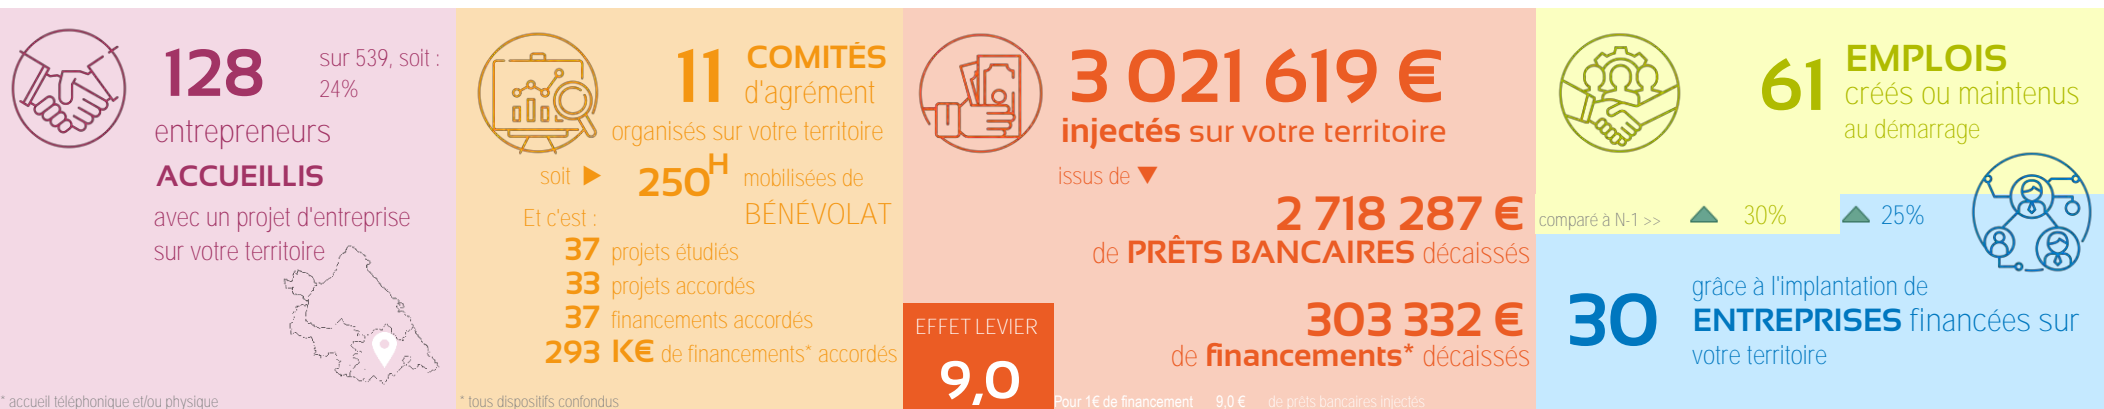 128 sur 539, soit :
24%
entrepreneurs
ACCUEILLIS
avec un projet d'entreprise
sur votre territoire
* accueil téléphonique et/ou physique
11 COMITÉS
d'agrément
organisés sur votre territoire
soit ▶ 250H mobilisées de
BÉNÉVOLAT
Et c'est :
37 projets étudiés
33 projets accordés
37 financements accordés
293 K€ de financements* accordés
* tous dispositifs confondus
3 021 619 €
injectés sur votre territoire
issus de ▼
2 718 287 €
de PRÊTS BANCAIRES décaissés
303 332 €
de financements* décaissés
EFFET LEVIER
9,0
Pour 1€ de financement 9,0 € de prêts bancaires injectés
61 EMPLOIS
créés ou maintenus
au démarrage
comparé à N-1 >> ▲ 30% ▲ 25%
30 grâce à l'implantation de
ENTREPRISES financées sur
votre territoire